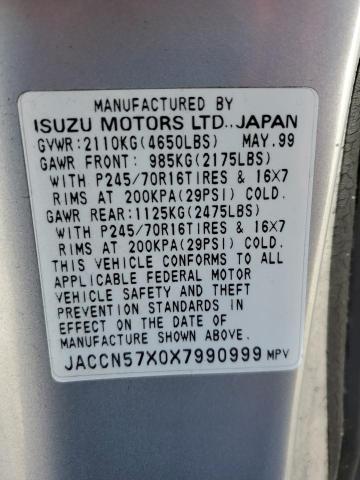 MANUFACTURED BY
ISUZU MOTORS LTD.,JAPAN
GVWR:2110KG(4650LBS) MAY.99
GAWR FRONT: 985KG(2175LBS)
WITH P245/70R16TIRES & 16X7
RIMS AT 200KPA(29PSI) COLD.
GAWR REAR:1125KG(2475LBS)
WITH P245/70R16TIRES & 16X7
RIMS AT 200KPA(29PSI) COLD.
THIS VEHICLE CONFORMS TO ALL
APPLICABLE FEDERAL MOTOR
VEHICLE SAFETY AND THEFT
PREVENTION STANDARDS IN
EFFECT ON THE DATE OF
MANUFACTURE SHOWN ABOVE.
JACCN57X0X7990999 MPV